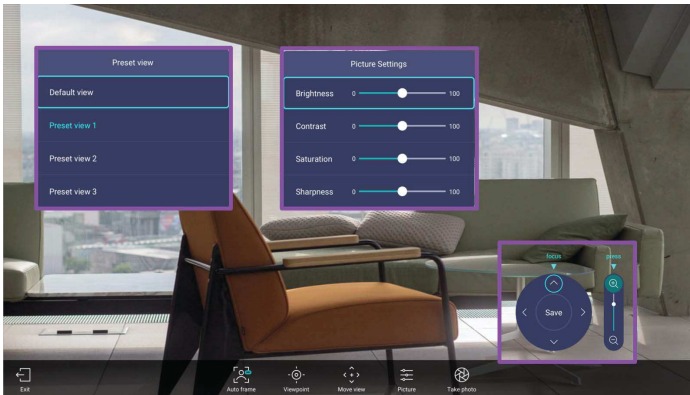 Preset view
Default view
Preset view 1
Preset view 2
Preset view 3
Picture Settings
Brightness 0 100
Contrast 0 100
Saturation 0 100
Sharpness 0 100
focus press
Save
Exit
Auto frame
Viewpoint
Move view
Picture
Take photo